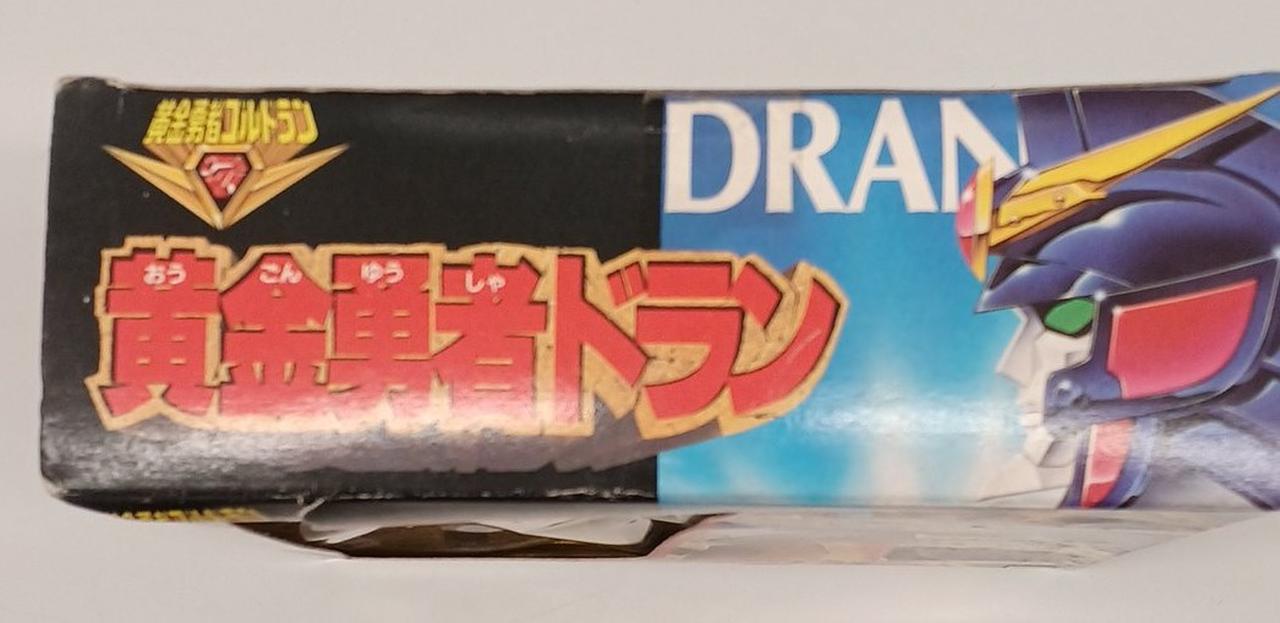 黄金勇者ゴルドラン
DRAN
おう ごん ゆう しゃ
黄金勇者ドラン